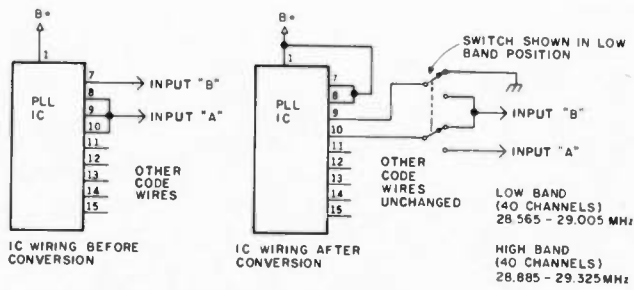 B+
1
PLL
IC
7
8
9
10
11
12
13
14
15
INPUT "B"
INPUT "A"
OTHER
CODE
WIRES
IC WIRING BEFORE
CONVERSION
B+
1
PLL
IC
7
8
9
10
11
12
13
14
15
SWITCH SHOWN IN LOW
BAND POSITION
INPUT "B"
INPUT "A"
OTHER
CODE
WIRES
UNCHANGED
IC WIRING AFTER
CONVERSION
LOW BAND
(40 CHANNELS)
28.565 - 29.005 MHz
HIGH BAND
(40 CHANNELS)
28.885 - 29.325 MHz